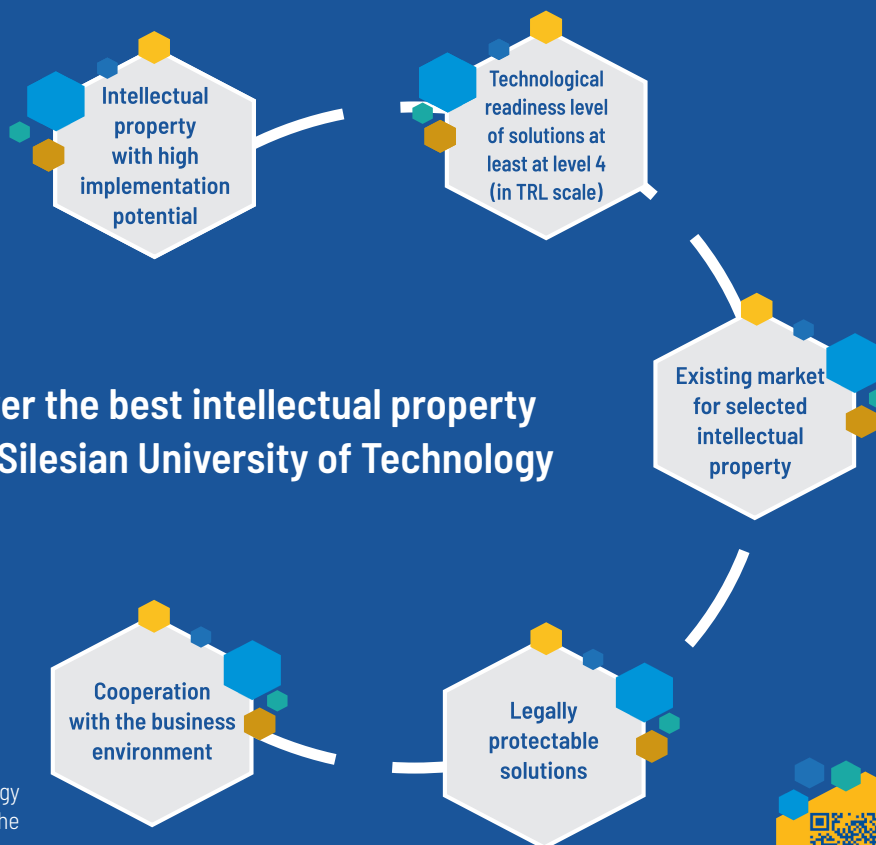 Intellectual
property
with high
implementation
potential
Technological
readiness level
of solutions at
least at level 4
(in TRL scale)
Existing market
for selected
intellectual
property
er the best intellectual property
Silesian University of Technology
Cooperation
with the business
environment
Legally
protectable
solutions
gy
he